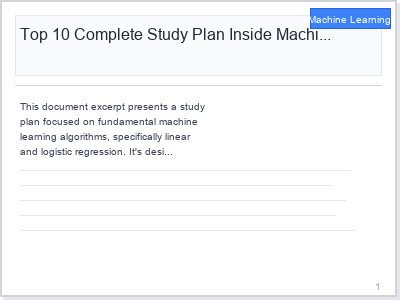 Machine Learning
Top 10 Complete Study Plan Inside Machi...
This document excerpt presents a study
plan focused on fundamental machine
learning algorithms, specifically linear
and logistic regression. It's desi...
1